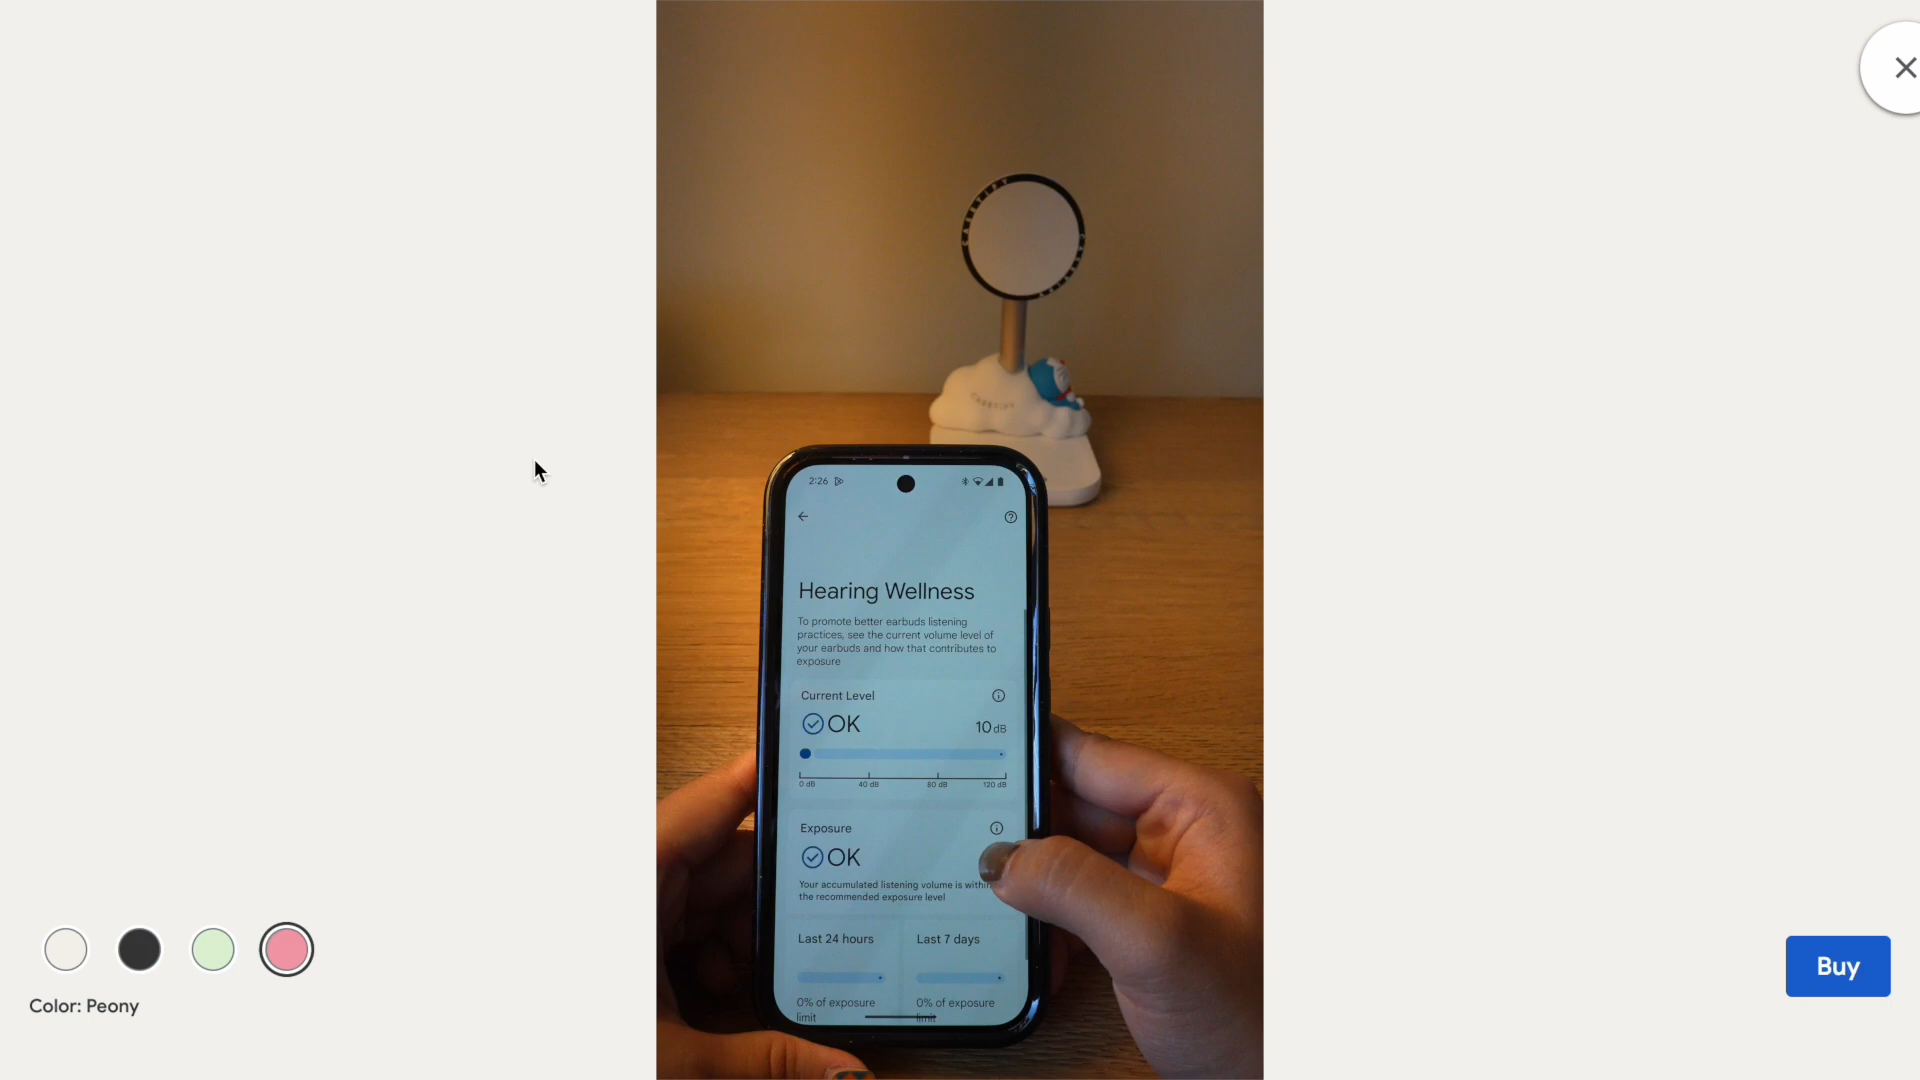 2:26
Hearing Wellness
To promote better earbuds listening
practices, see the current volume level of
your earbuds and how that contributes to
exposure
Current Level
OK
10 dB
0 dB 40 dB 80 dB 120 dB
Exposure
OK
Your accumulated listening volume is within
the recommended exposure level
Last 24 hours
0% of exposure
limit
Last 7 days
0% of exposure
limit
Color: Peony
Buy